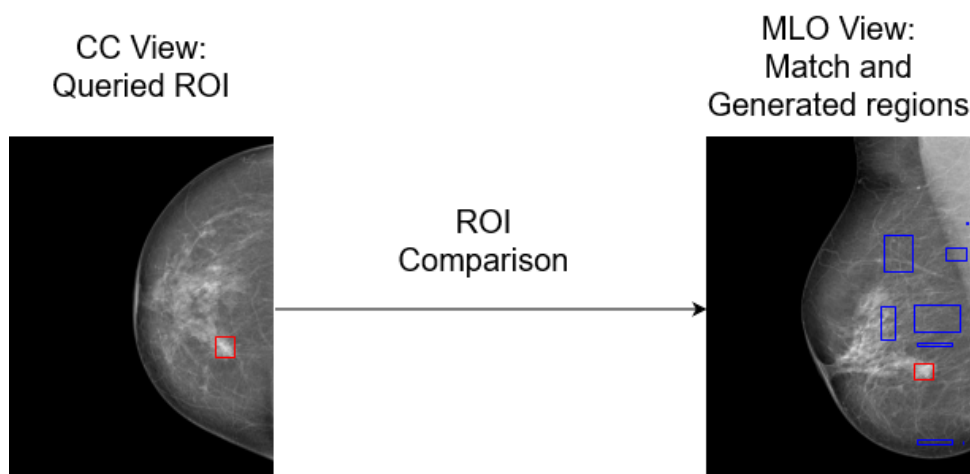 CC View:
Queried ROI
ROI
Comparison
MLO View:
Match and
Generated regions